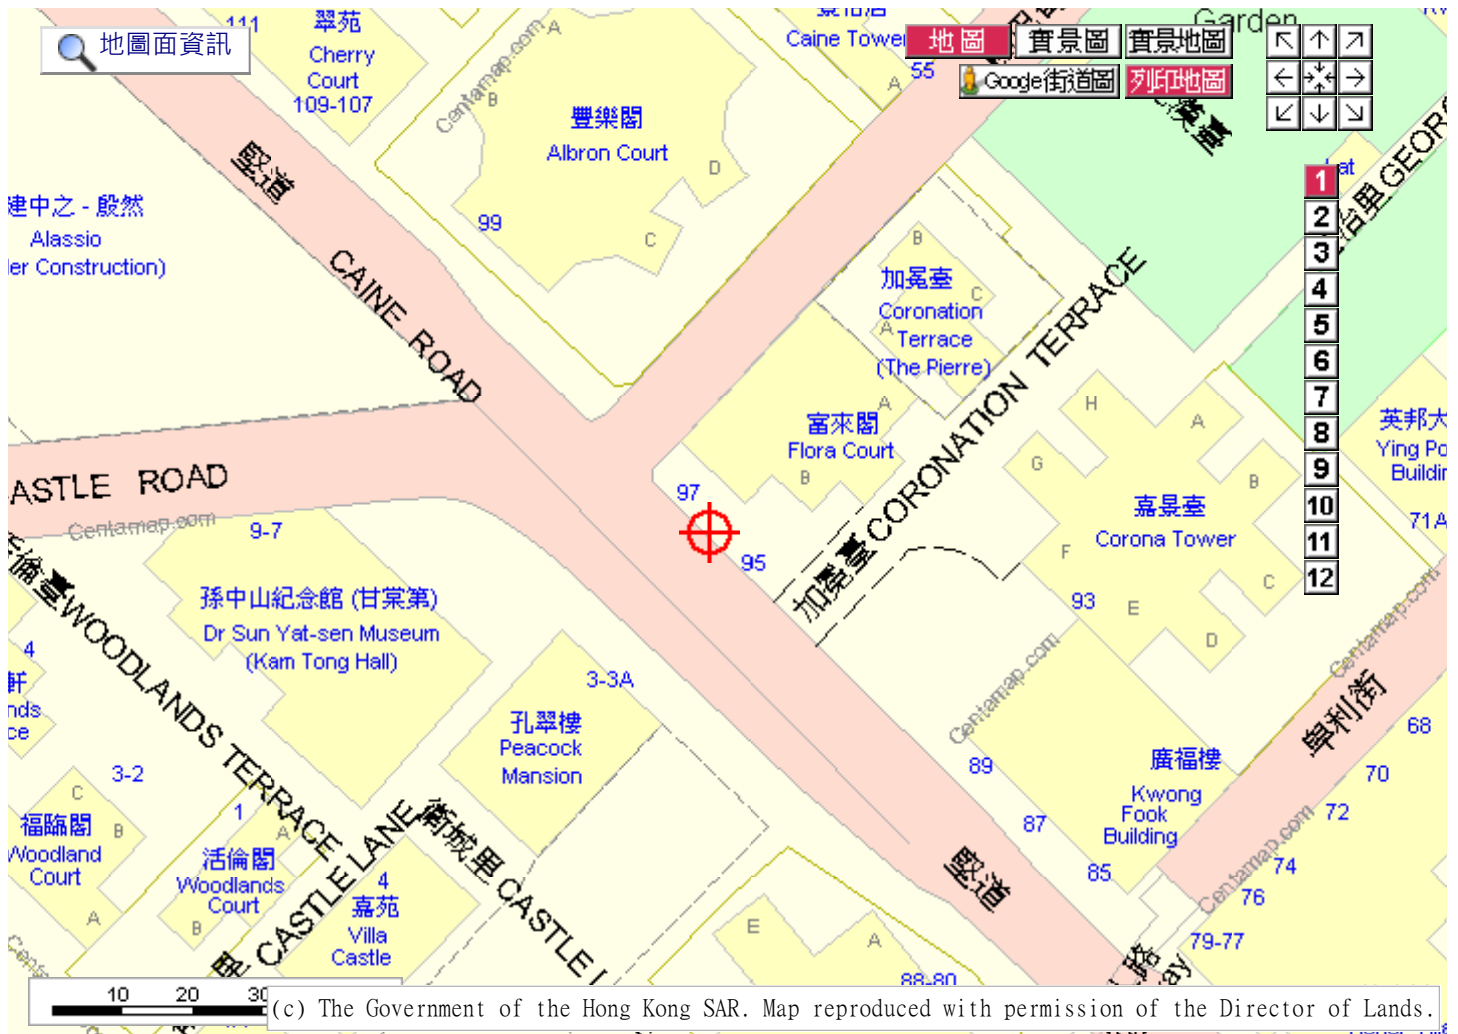 地圖面資訊
111
翠苑
Cherry
Court
109-107
Centamap.com
A
B
豐樂閣
Albron Court
D
C
99
Caine Tower
55
A
Garden
地圖
實景圖
實景地圖
Google街道圖
列印地圖
1
2
3
4
5
6
7
8
9
10
11
12
堅道
CAINE ROAD
建中之 - 殷然
Alassio
er Construction)
B
加冕臺
C
Coronation
A
Terrace
(The Pierre)
加冕臺 CORONATION TERRACE
A
富來閣
Flora Court
B
97
95
H
A
G
B
嘉景臺
Corona Tower
F
E
C
D
93
英邦大
Ying Po
Buildin
71A
ASTLE ROAD
Centamap.com
9-7
孫中山紀念館 (甘棠第)
Dr Sun Yat-sen Museum
(Kam Tong Hall)
倫臺 WOODLANDS TERRACE
4
軒
nds
ce
3-3A
孔翠樓
Peacock
Mansion
3-2
C
福臨閣
B
Woodland
Court
A
1
A
活倫閣
Woodlands
Court
B
CASTLE LANE
衛城里 CASTLE L
4
嘉苑
Villa
Castle
Centamap.com
Centamap.com
卑利街
89
廣福樓
Kwong
Fook
Building
87
85
堅道
68
70
72
74
76
79-77
Centamap.com
E
A
88-80
10 20 30
(c) The Government of the Hong Kong SAR. Map reproduced with permission of the Director of Lands.